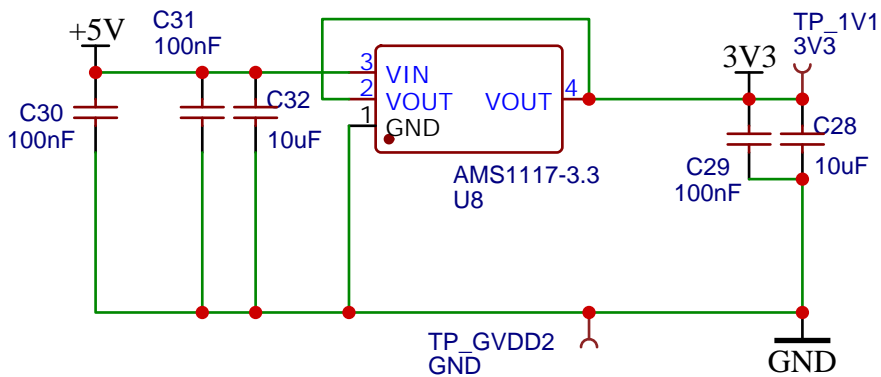 C31
100nF
+5V
TP_1V1
3V3
3V3
3
VIN
2
VOUT
VOUT
4
1
GND
C30
100nF
C32
10uF
C28
10uF
C29
100nF
AMS1117-3.3
U8
TP_GVDD2
GND
GND